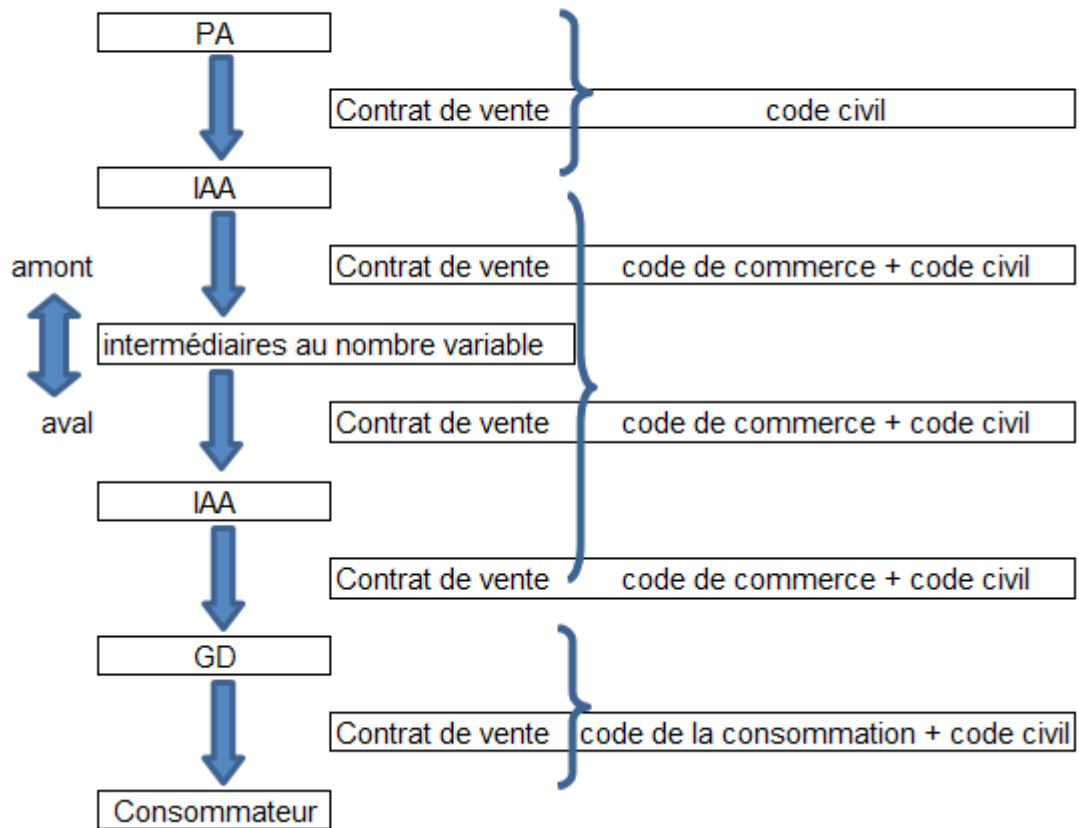 PA
Contrat de vente code civil
IAA
amont
Contrat de vente code de commerce + code civil
intermédiaires au nombre variable
aval
Contrat de vente code de commerce + code civil
IAA
Contrat de vente code de commerce + code civil
GD
Contrat de vente code de la consommation + code civil
Consommateur